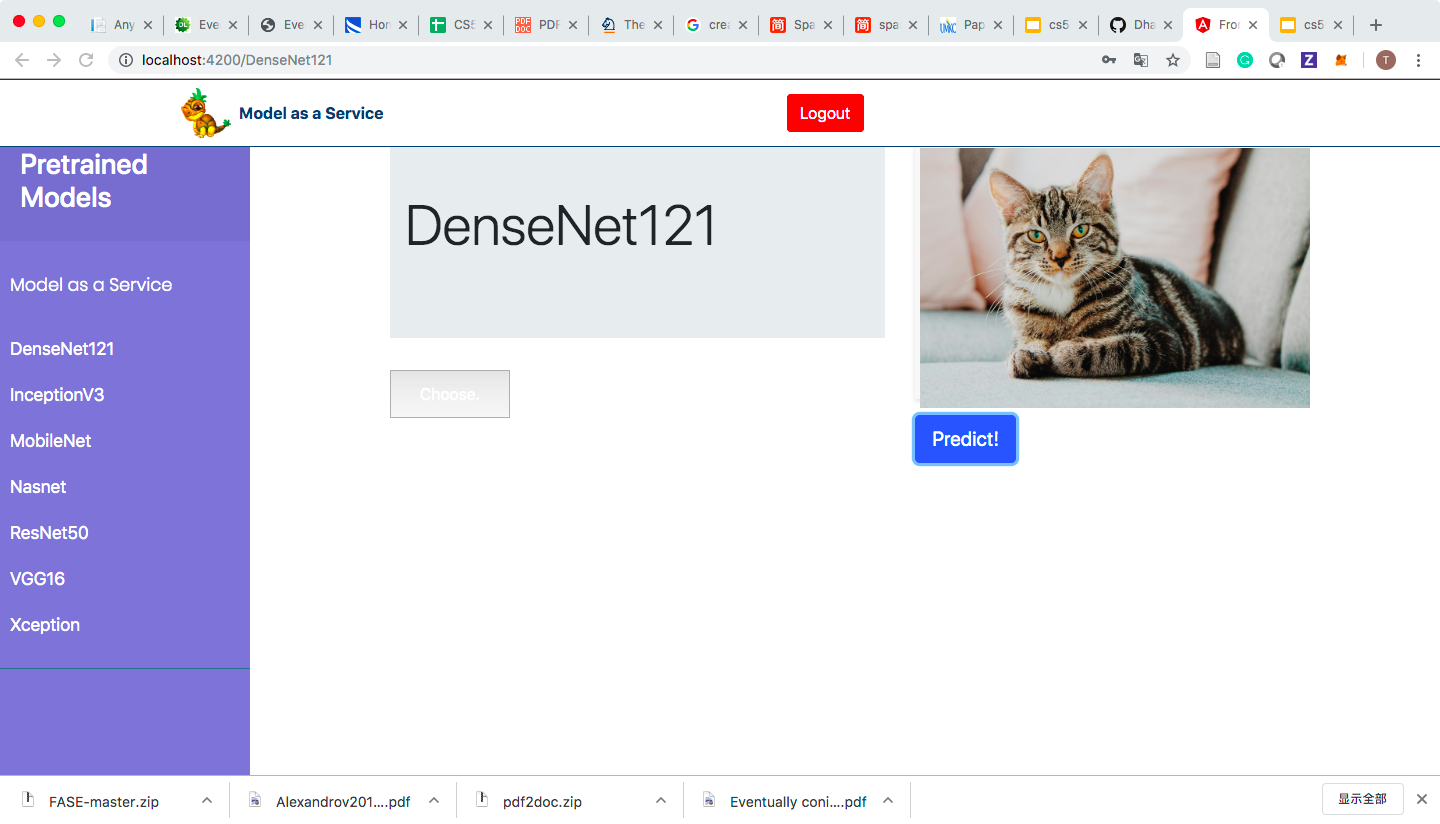 Any
Eve
Eve
Hor
CS5
PDF
The
crea
Spa
spa
Pap
cs5
Dha
Fror
cs5
localhost:4200/DenseNet121
T
Model as a Service
Logout
Pretrained
Models
Model as a Service
DenseNet121
InceptionV3
MobileNet
Nasnet
ResNet50
VGG16
Xception
DenseNet121
Choose.
Predict!
FASE-master.zip
Alexandrov201....pdf
pdf2doc.zip
Eventually coni....pdf
显示全部